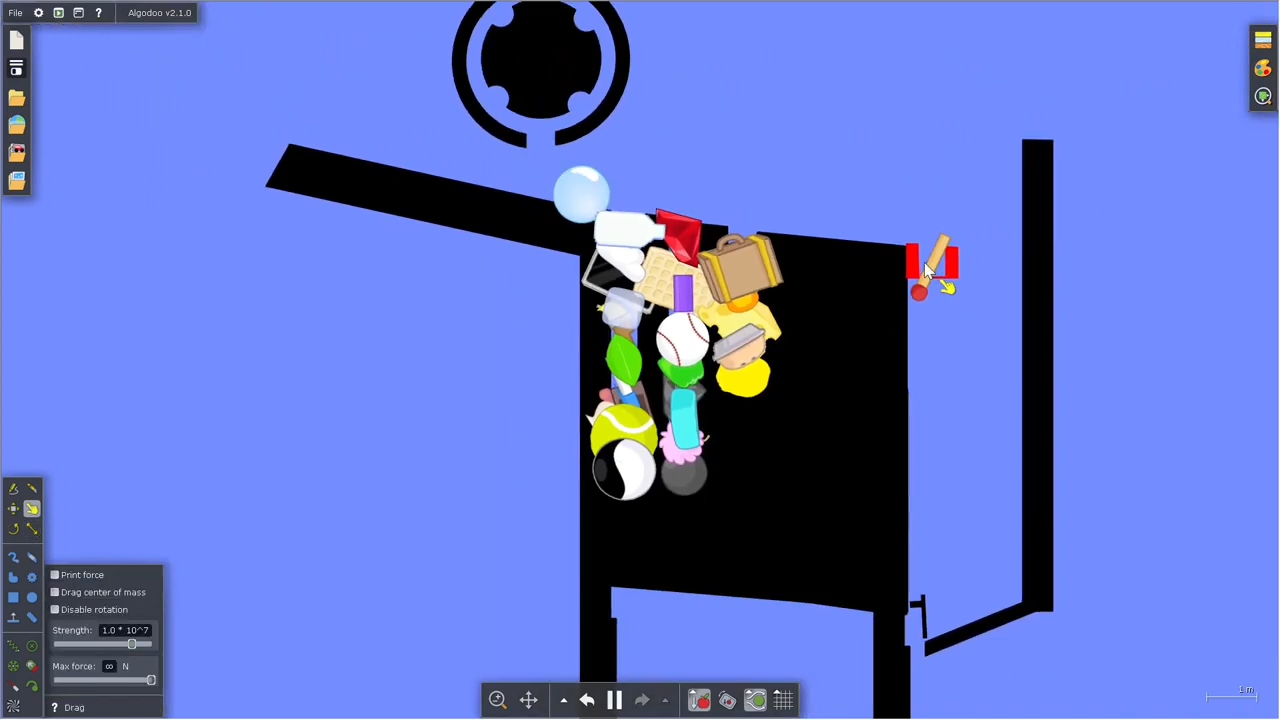 File ? Algodoo v2.1.0
Print force
Drag center of mass
Disable rotation
Strength: 1.0 * 10^7
Max force: ∞ N
? Drag
1 m